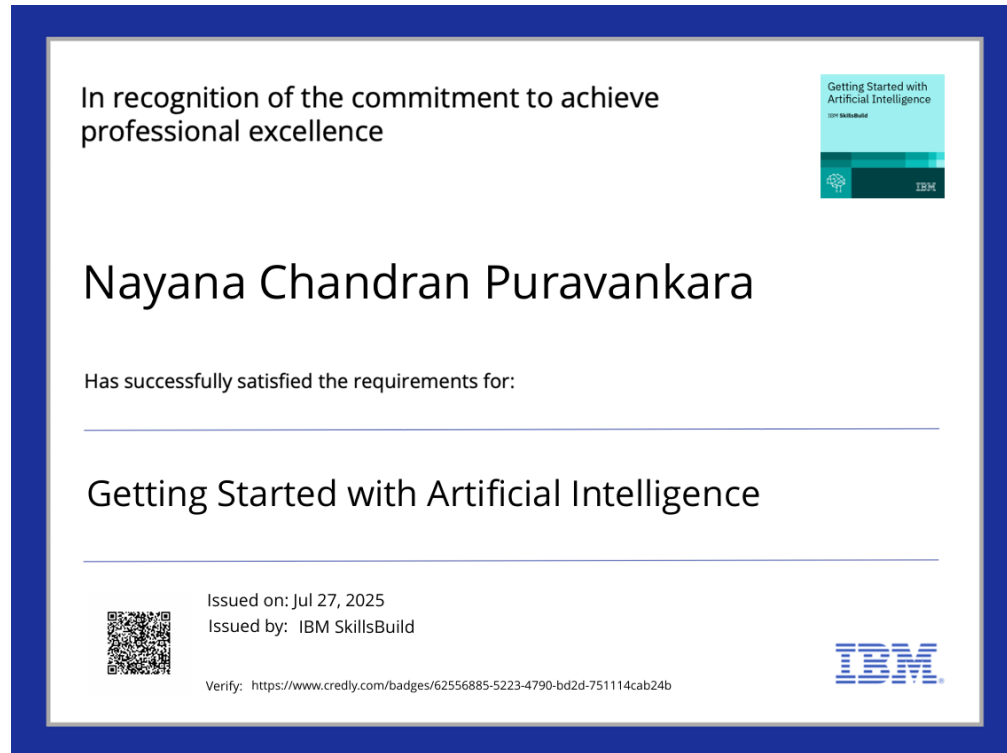 In recognition of the commitment to achieve
professional excellence
Getting Started with
Artificial Intelligence
IBM SkillsBuild
IBM
Nayana Chandran Puravankara
Has successfully satisfied the requirements for:
Getting Started with Artificial Intelligence
Issued on: Jul 27, 2025
Issued by: IBM SkillsBuild
IBM®
Verify: https://www.credly.com/badges/62556885-5223-4790-bd2d-751114cab24b